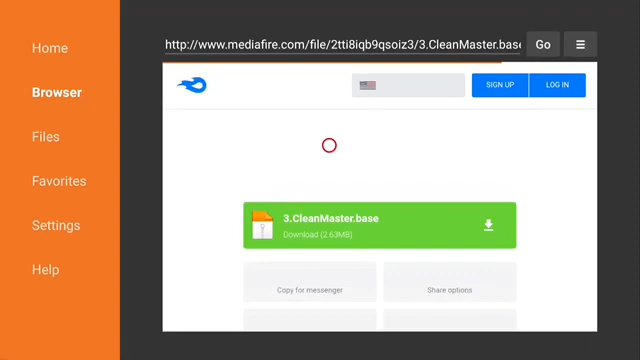 Home
Browser
Files
Favorites
Settings
Help
http://www.mediafire.com/file/2tti8iqb9qsoiz3/3.CleanMaster.base
Go
SIGN UP
LOG IN
3.CleanMaster.base
Download (2.63MB)
Copy for messenger
Share options